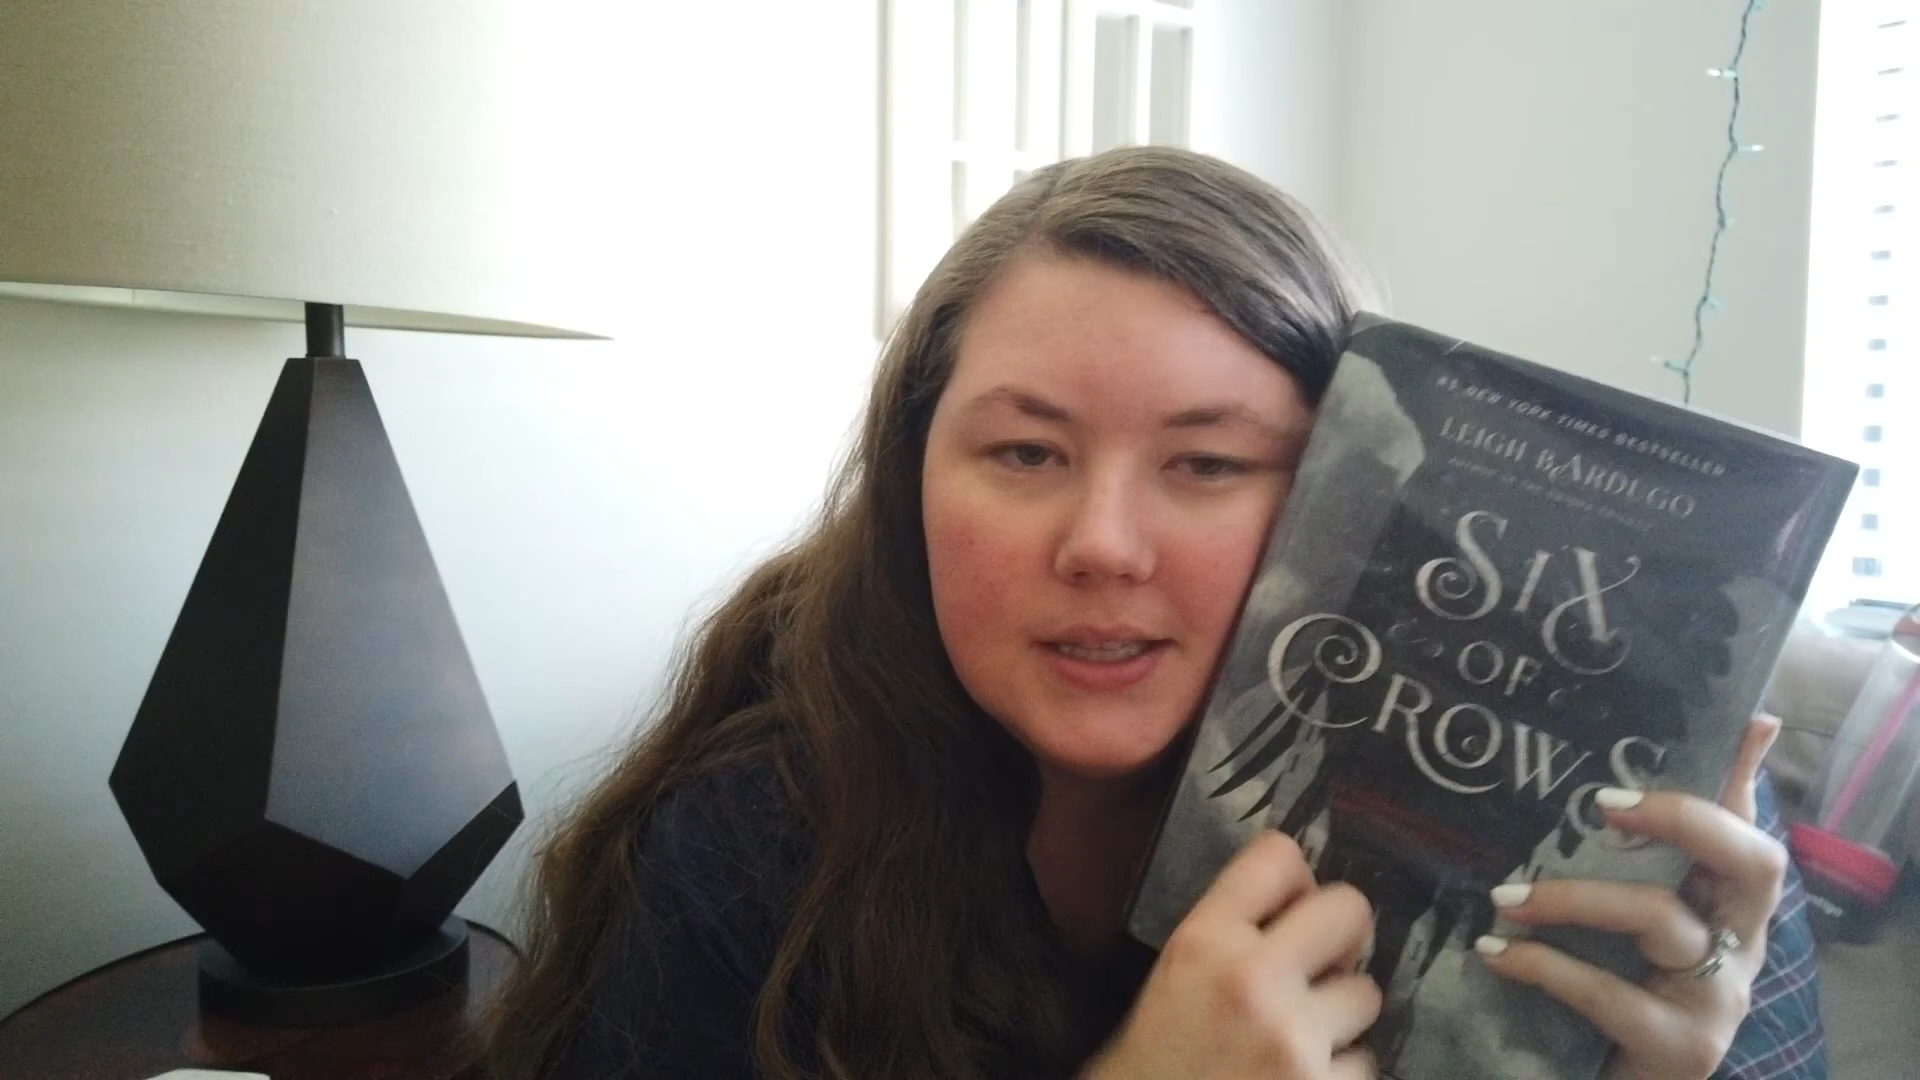 #1 NEW YORK TIMES BESTSELLER
LEIGH BARDUGO
SIX
OF
CROWS